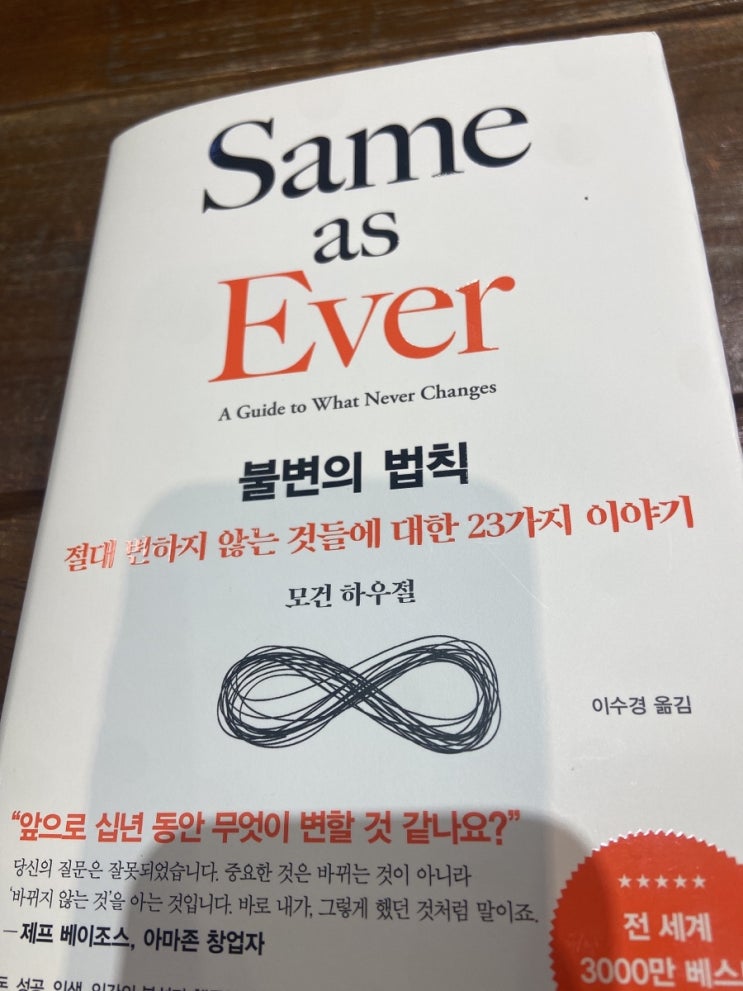 Same
as
Ever
A Guide to What Never Changes
불변의 법칙
절대 변하지 않는 것들에 대한 23가지 이야기
모건 하우절
이수경 옮김
“앞으로 십년 동안 무엇이 변할 것 같나요?”
당신의 질문은 잘못되었습니다. 중요한 것은 바뀌는 것이 아니라
‘바뀌지 않는 것’을 아는 것입니다. 바로 내가, 그렇게 했던 것처럼 말이죠.
—제프 베이조스, 아마존 창업자
★★★★★
전 세계
3000만 베스